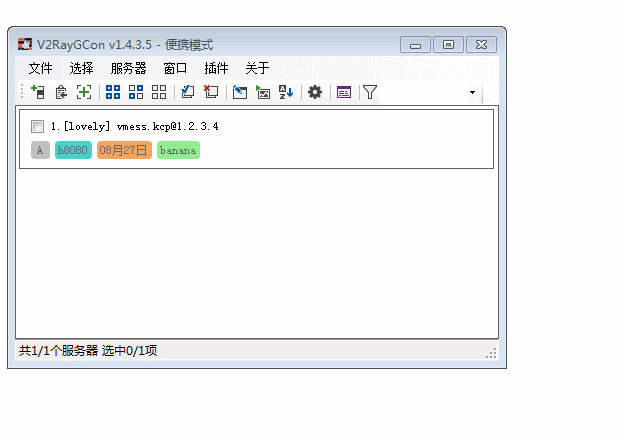 V2RayGCon v1.4.3.5 - 便携模式
文件 选择 服务器 窗口 插件 关于
1.[lovely] vmess.kcp@1.2.3.4
A h8080 08月27日 banana
共1/1个服务器 选中0/1项